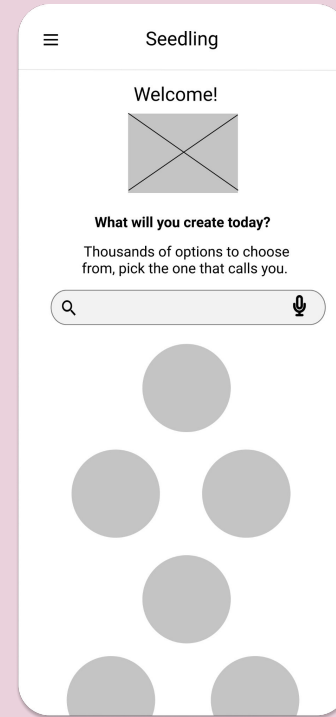 Seedling
Welcome!
What will you create today?
Thousands of options to choose
from, pick the one that calls you.